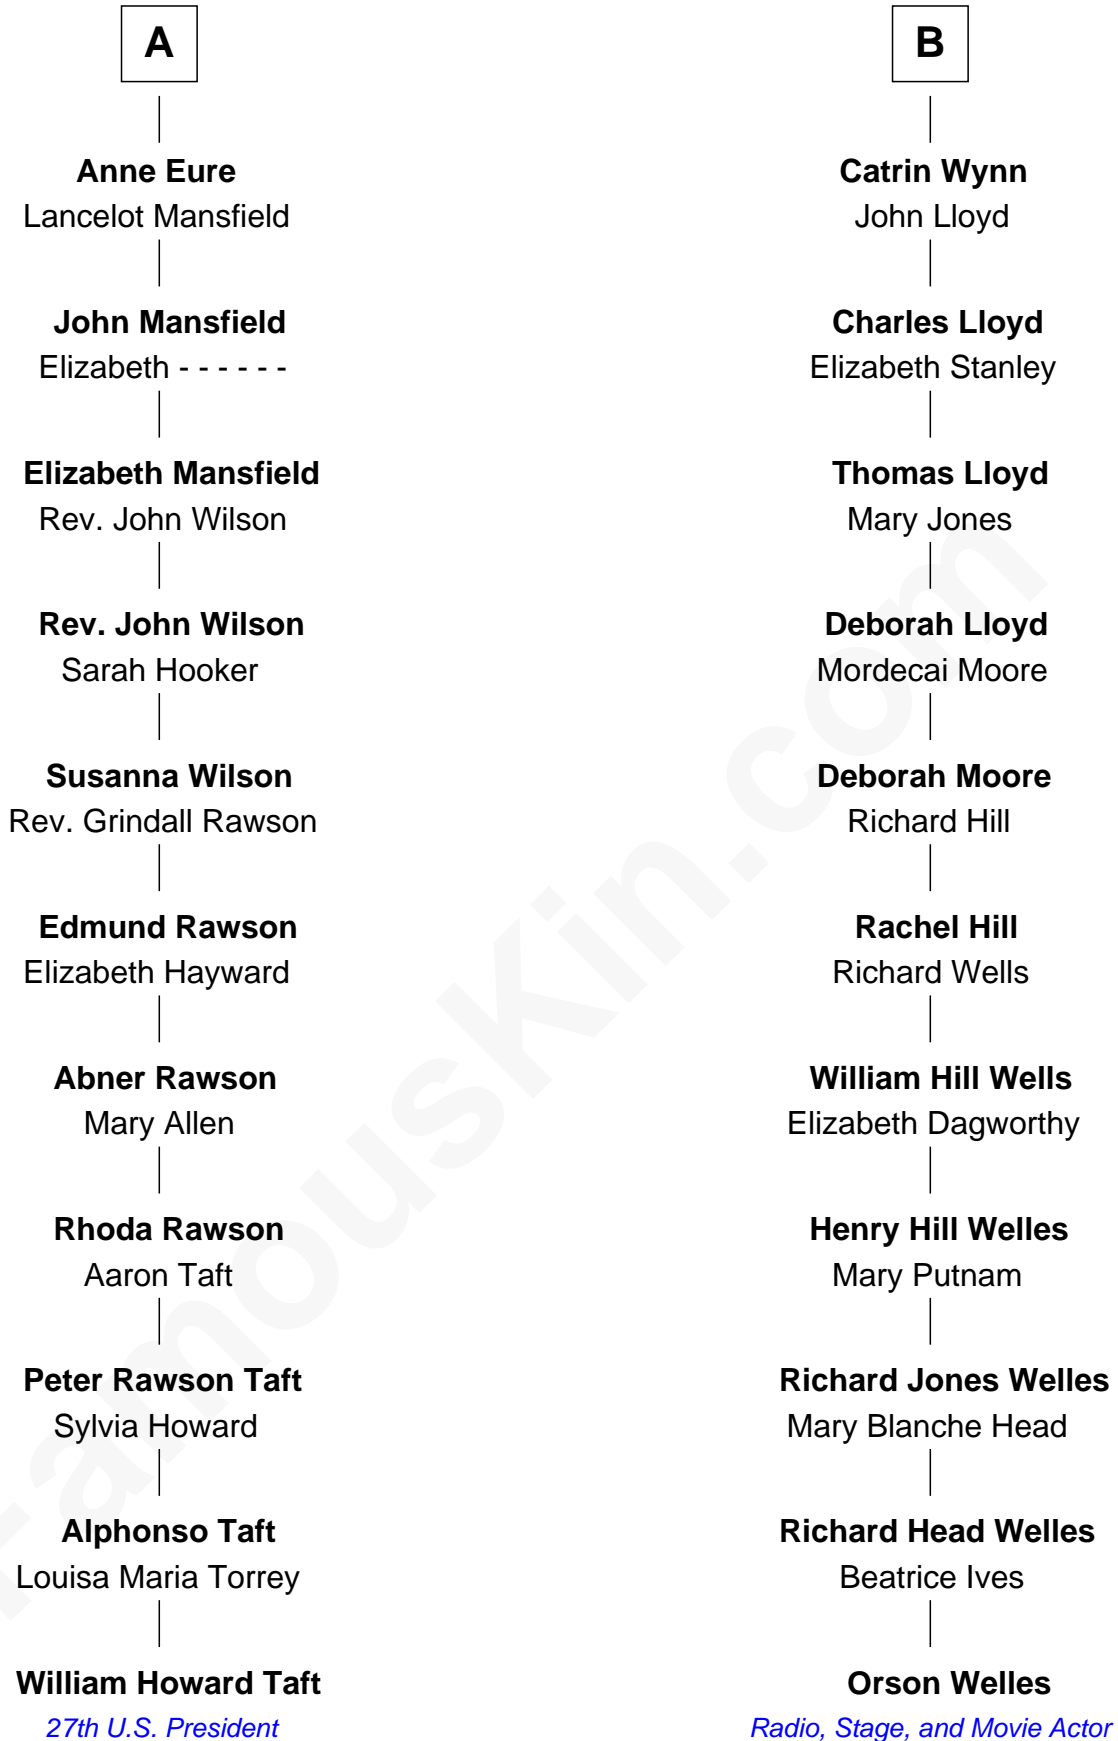 A
Anne Eure
Lancelot Mansfield
John Mansfield
Elizabeth - - - - - -
Elizabeth Mansfield
Rev. John Wilson
Rev. John Wilson
Sarah Hooker
Susanna Wilson
Rev. Grindall Rawson
Edmund Rawson
Elizabeth Hayward
Abner Rawson
Mary Allen
Rhoda Rawson
Aaron Taft
Peter Rawson Taft
Sylvia Howard
Alphonso Taft
Louisa Maria Torrey
William Howard Taft
27th U.S. President
B
Catrin Wynn
John Lloyd
Charles Lloyd
Elizabeth Stanley
Thomas Lloyd
Mary Jones
Deborah Lloyd
Mordecai Moore
Deborah Moore
Richard Hill
Rachel Hill
Richard Wells
William Hill Wells
Elizabeth Dagworthy
Henry Hill Welles
Mary Putnam
Richard Jones Welles
Mary Blanche Head
Richard Head Welles
Beatrice Ives
Orson Welles
Radio, Stage, and Movie Actor
FamousKin.com